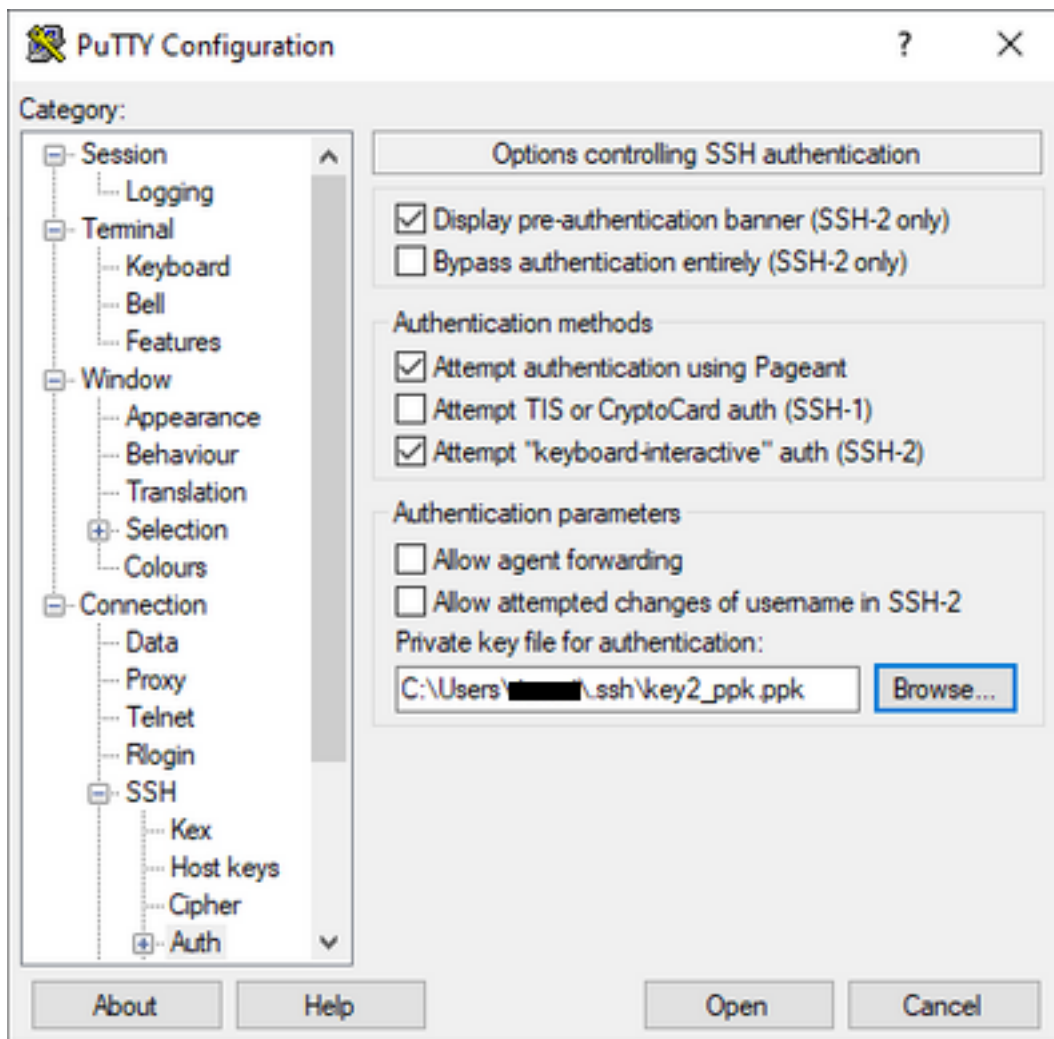 PuTTY Configuration
?
Category:
Session
Logging
Terminal
Keyboard
Bell
Features
Window
Appearance
Behaviour
Translation
Selection
Colours
Connection
Data
Proxy
Telnet
Rlogin
SSH
Kex
Host keys
Cipher
Auth
Options controlling SSH authentication
Display pre-authentication banner (SSH-2 only)
Bypass authentication entirely (SSH-2 only)
Authentication methods
Attempt authentication using Pageant
Attempt TIS or CryptoCard auth (SSH-1)
Attempt "keyboard-interactive" auth (SSH-2)
Authentication parameters
Allow agent forwarding
Allow attempted changes of username in SSH-2
Private key file for authentication:
C:\Users\ \.ssh\key2_ppk.ppk Browse...
About Help Open Cancel